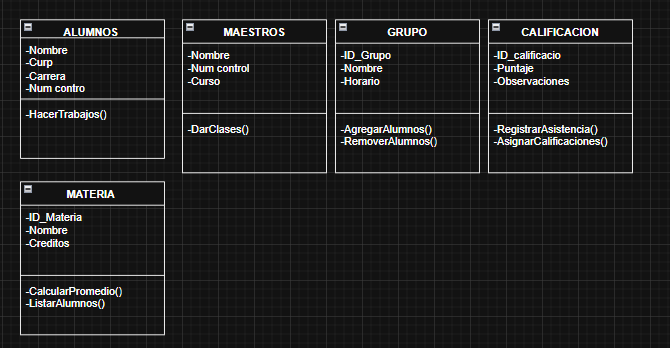 ALUMNOS
-Nombre
-Curp
-Carrera
-Num contro
-HacerTrabajos()
MAESTROS
-Nombre
-Num control
-Curso
-DarClases()
GRUPO
-ID_Grupo
-Nombre
-Horario
-AgregarAlumnos()
-RemoverAlumnos()
CALIFICACION
-ID_calificacio
-Puntaje
-Observaciones
-RegistrarAsistencia()
-AsignarCalificaciones()
MATERIA
-ID_Materia
-Nombre
-Creditos
-CalcularPromedio()
-ListarAlumnos()